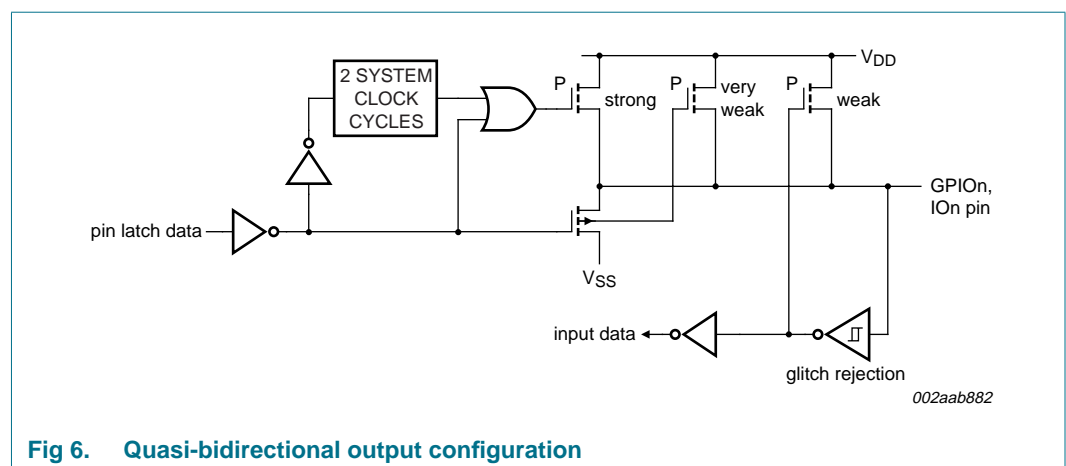 VDD
2 SYSTEM
CLOCK
CYCLES
P
strong
P
very
weak
P
weak
GPIOn,
IOn pin
pin latch data
VSS
input data
glitch rejection
002aab882
Fig 6. Quasi-bidirectional output configuration